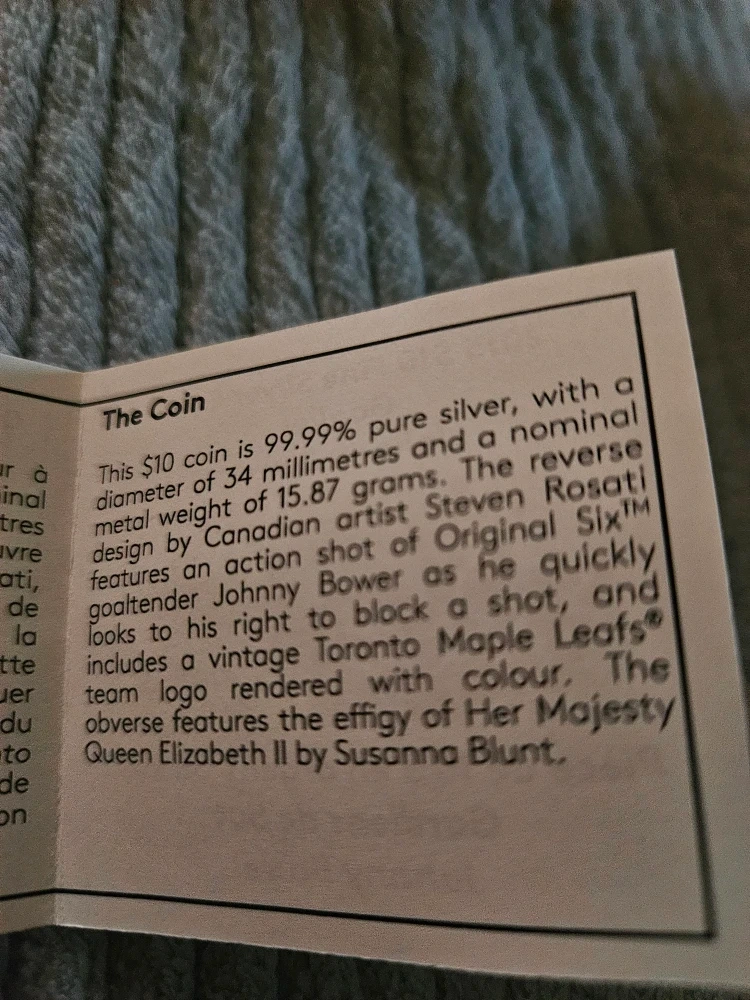 The Coin
This $10 coin is 99.99% pure silver, with a
diameter of 34 millimetres and a nominal
metal weight of 15.87 grams. The reverse
design by Canadian artist Steven Rosati
features an action shot of Original Six™
goaltender Johnny Bower as he quickly
looks to his right to block a shot, and
includes a vintage Toronto Maple Leafs®
team logo rendered with colour. The
obverse features the effigy of Her Majesty
Queen Elizabeth II by Susanna Blunt.
à
de
la
du
de